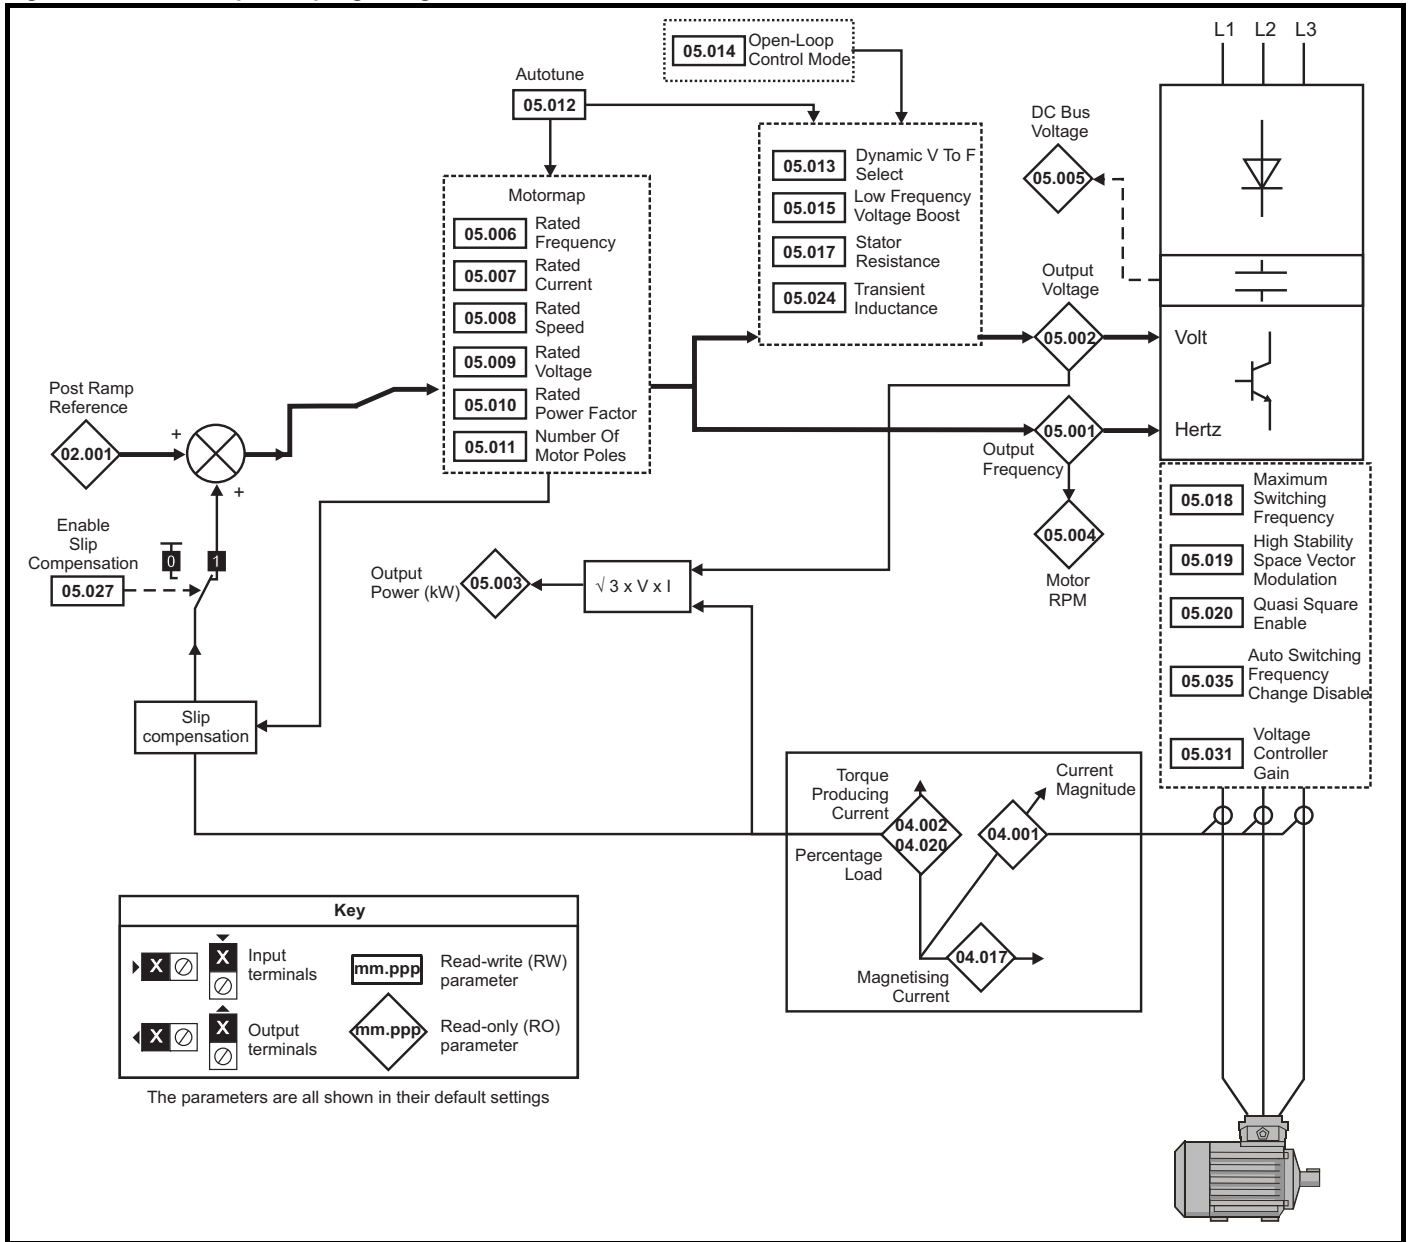 L1 L2 L3
05.014
Open-Loop
Control Mode
Autotune
05.012
DC Bus
Voltage
05.005
Motormap
05.006
Rated
Frequency
05.007
Rated
Current
05.008
Rated
Speed
05.009
Rated
Voltage
05.010
Rated
Power Factor
05.011
Number Of
Motor Poles
05.013
Dynamic V To F
Select
05.015
Low Frequency
Voltage Boost
05.017
Stator
Resistance
05.024
Transient
Inductance
Output
Voltage
05.002
Volt
Post Ramp
Reference
02.001
+
+
05.001
Output
Frequency
Hertz
05.004
Motor
RPM
Enable
Slip
Compensation
05.027
0
1
Output
Power (kW)
05.003
√ 3 x V x I
05.018
Maximum
Switching
Frequency
05.019
High Stability
Space Vector
Modulation
05.020
Quasi Square
Enable
05.035
Auto Switching
Frequency
Change Disable
05.031
Voltage
Controller
Gain
Slip
compensation
Torque
Producing
Current
04.002
04.020
Percentage
Load
Current
Magnitude
04.001
04.017
Magnetising
Current
Key
X
X
Input
terminals
mm.ppp
Read-write (RW)
parameter
X
X
Output
terminals
mm.ppp
Read-only (RO)
parameter
The parameters are all shown in their default settings